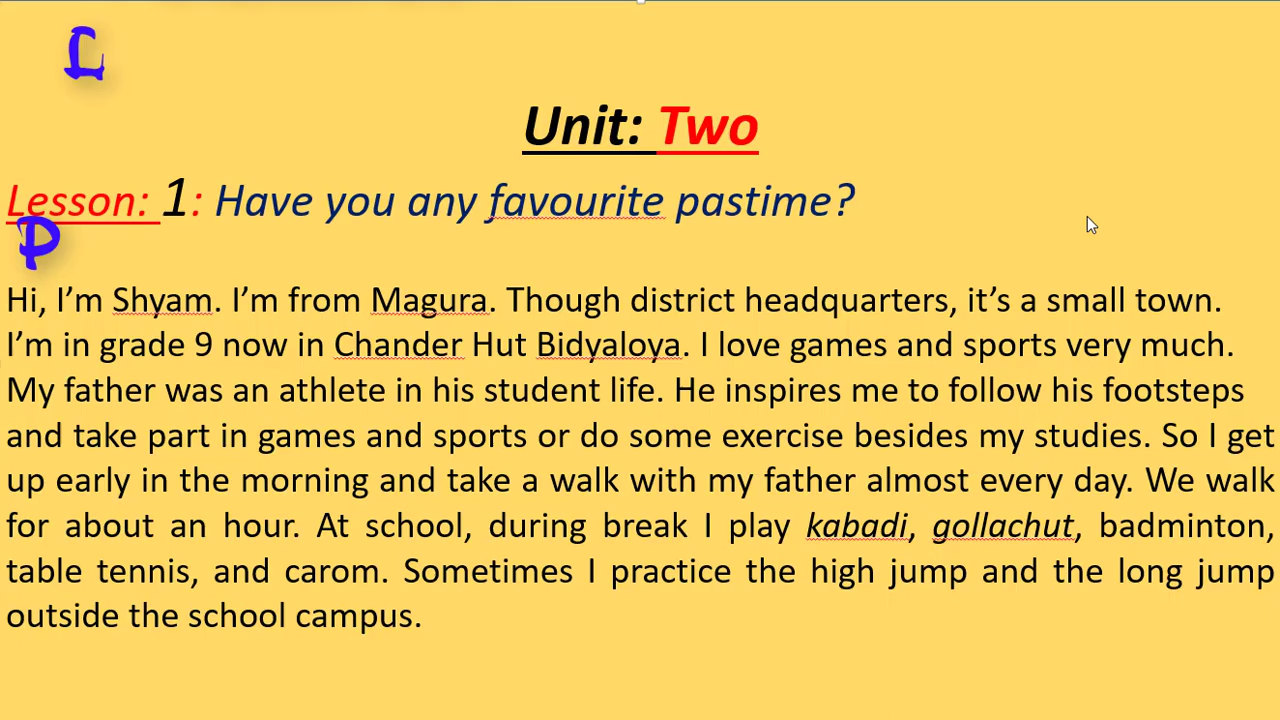 L
Unit: Two
Lesson: 1: Have you any favourite pastime?
P
Hi, I’m Shyam. I’m from Magura. Though district headquarters, it’s a small town.
I’m in grade 9 now in Chander Hut Bidyaloya. I love games and sports very much.
My father was an athlete in his student life. He inspires me to follow his footsteps
and take part in games and sports or do some exercise besides my studies. So I get
up early in the morning and take a walk with my father almost every day. We walk
for about an hour. At school, during break I play kabadi, gollachut, badminton,
table tennis, and carom. Sometimes I practice the high jump and the long jump
outside the school campus.